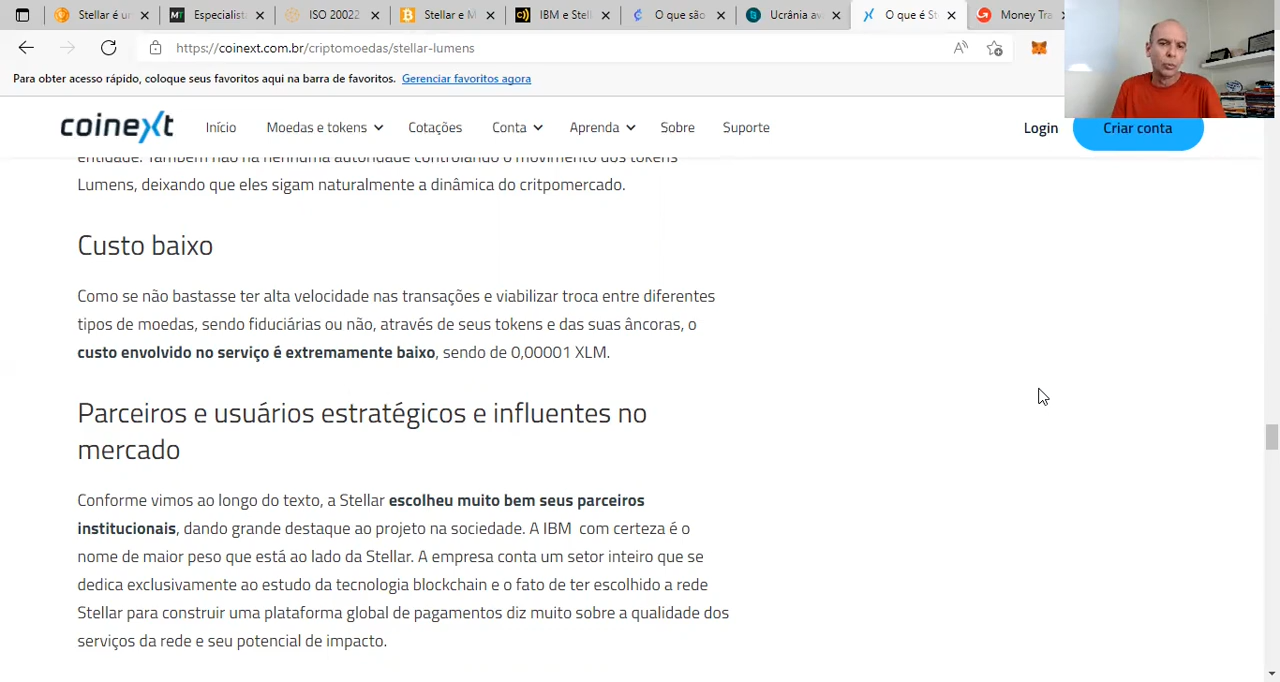 Stellar é un
Especialist
ISO 20022
Stellar e M
IBM e Stell
O que são
Ucrânia av
O que é St
Money Tra
https://coinext.com.br/criptomoedas/stellar-lumens
Para obter acesso rápido, coloque seus favoritos aqui na barra de favoritos. Gerenciar favoritos agora
coinext Início Moedas e tokens Cotações Conta Aprenda Sobre Suporte Login Criar conta
entidade. Também não há nenhuma autoridade controlando o movimento dos tokens
Lumens, deixando que eles sigam naturalmente a dinâmica do critpomercado.
Custo baixo
Como se não bastasse ter alta velocidade nas transações e viabilizar troca entre diferentes
tipos de moedas, sendo fiduciárias ou não, através de seus tokens e das suas âncoras, o
custo envolvido no serviço é extremamente baixo, sendo de 0,00001 XLM.
Parceiros e usuários estratégicos e influentes no
mercado
Conforme vimos ao longo do texto, a Stellar escolheu muito bem seus parceiros
institucionais, dando grande destaque ao projeto na sociedade. A IBM com certeza é o
nome de maior peso que está ao lado da Stellar. A empresa conta um setor inteiro que se
dedica exclusivamente ao estudo da tecnologia blockchain e o fato de ter escolhido a rede
Stellar para construir uma plataforma global de pagamentos diz muito sobre a qualidade dos
serviços da rede e seu potencial de impacto.